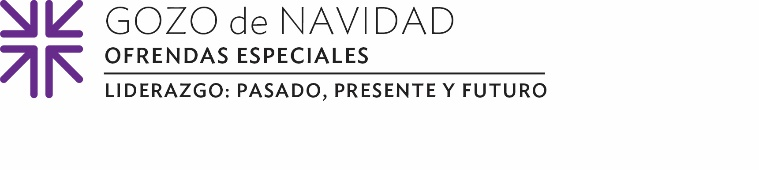 GOZO de NAVIDAD
OFRENDAS ESPECIALES
LIDERAZGO: PASADO, PRESENTE Y FUTURO